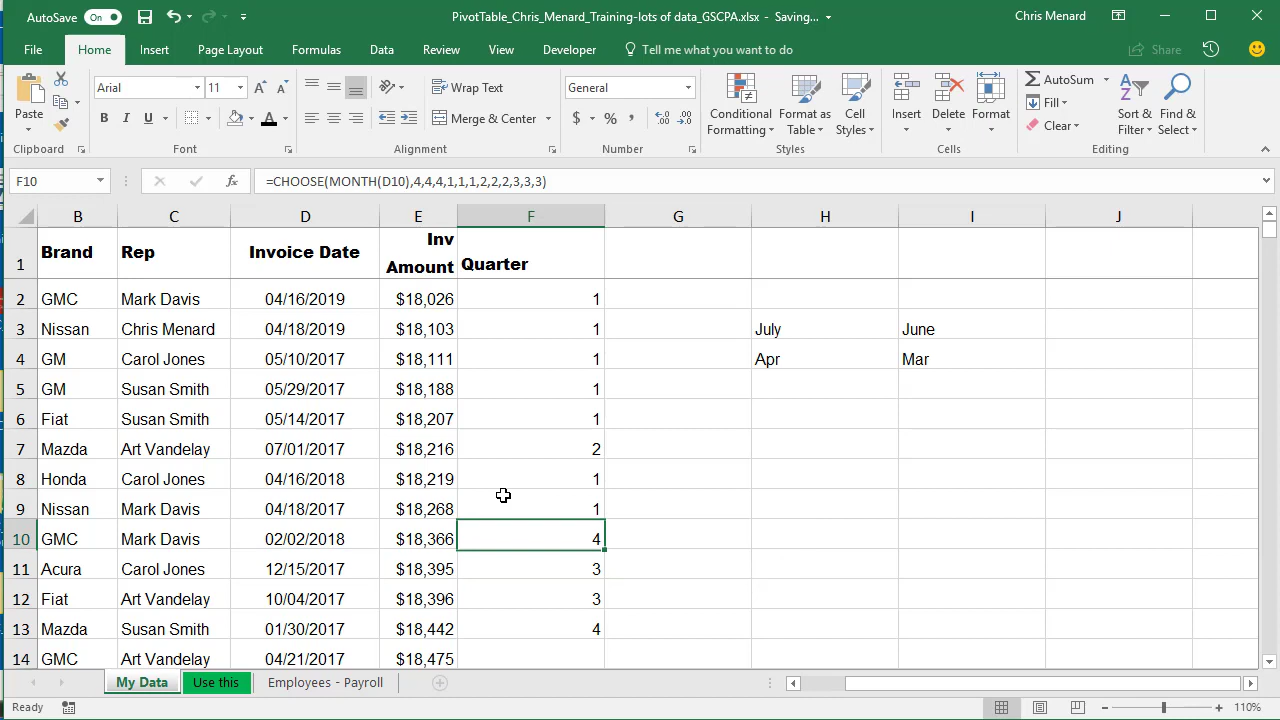 AutoSave On PivotTable_Chris_Menard_Training-lots of data_GSCPA.xlsx - Saving... Chris Menard
File Home Insert Page Layout Formulas Data Review View Developer Tell me what you want to do Share
Paste Arial 11 Wrap Text General Conditional Formatting Format as Table Cell Styles Insert Delete Format AutoSum Sort & Filter Find & Select
B I U Merge & Center $ % , Fill
Clear
Clipboard Font Alignment Number Styles Cells Editing
F10 fx =CHOOSE(MONTH(D10),4,4,4,1,1,1,2,2,2,3,3,3)
B C D E F G H I J
1 Brand Rep Invoice Date Inv Amount Quarter
2 GMC Mark Davis 04/16/2019 $18,026 1
3 Nissan Chris Menard 04/18/2019 $18,103 1 July June
4 GM Carol Jones 05/10/2017 $18,111 1 Apr Mar
5 GM Susan Smith 05/29/2017 $18,188 1
6 Fiat Susan Smith 05/14/2017 $18,207 1
7 Mazda Art Vandelay 07/01/2017 $18,216 2
8 Honda Carol Jones 04/16/2018 $18,219 1
9 Nissan Mark Davis 04/18/2017 $18,268 1
10 GMC Mark Davis 02/02/2018 $18,366 4
11 Acura Carol Jones 12/15/2017 $18,395 3
12 Fiat Art Vandelay 10/04/2017 $18,396 3
13 Mazda Susan Smith 01/30/2017 $18,442 4
14 GMC Art Vandelay 04/21/2017 $18,475
My Data Use this Employees - Payroll
Ready 110%